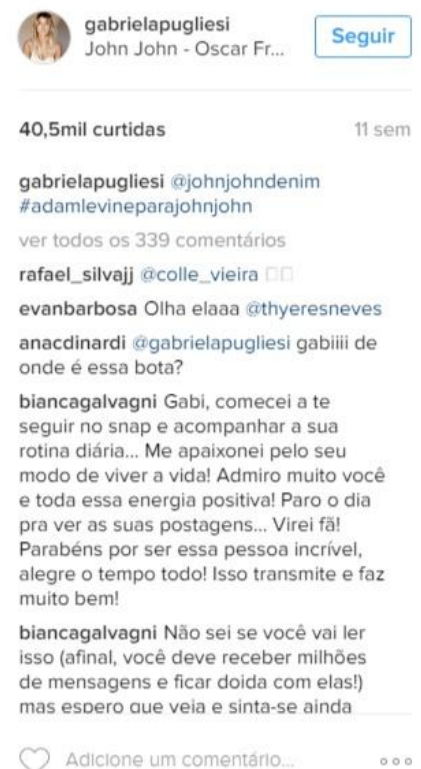 gabrielapugliesi
John John - Oscar Fr...
Seguir
40,5mil curtidas
11 sem
gabrielapugliesi @johnjohndenim
#adamlevineparajohnjohn
ver todos os 339 comentários
rafael_silvajj @colle_vieira
evanbarbosa Olha elaaa @thyeresneves
anacdinardi @gabrielapugliesi gabiiii de
onde é essa bota?
biancagalvagni Gabi, comecei a te
seguir no snap e acompanhar a sua
rotina diária... Me apaixonei pelo seu
modo de viver a vida! Admiro muito você
e toda essa energia positiva! Paro o dia
pra ver as suas postagens... Virei fã!
Parabéns por ser essa pessoa incrível,
alegre o tempo todo! Isso transmite e faz
muito bem!
biancagalvagni Não sei se você vai ler
isso (afinal, você deve receber milhões
de mensagens e ficar doida com elas!)
mas espero que veja e sinta-se ainda
Adicione um comentário...